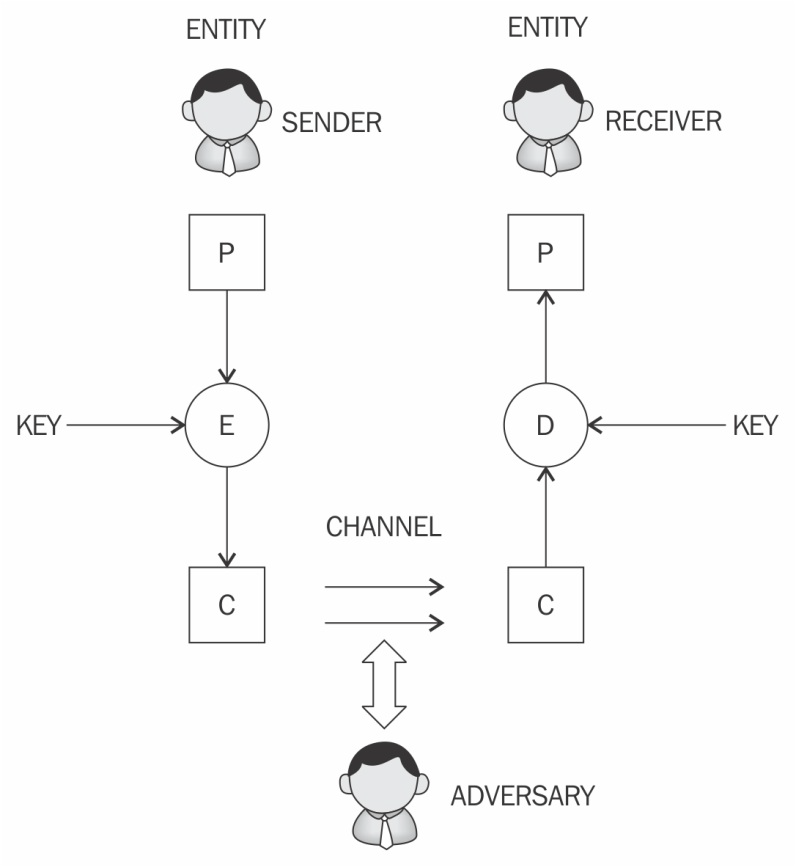 ENTITY
ENTITY
SENDER
RECEIVER
P
P
KEY
E
D
KEY
CHANNEL
C
C
ADVERSARY